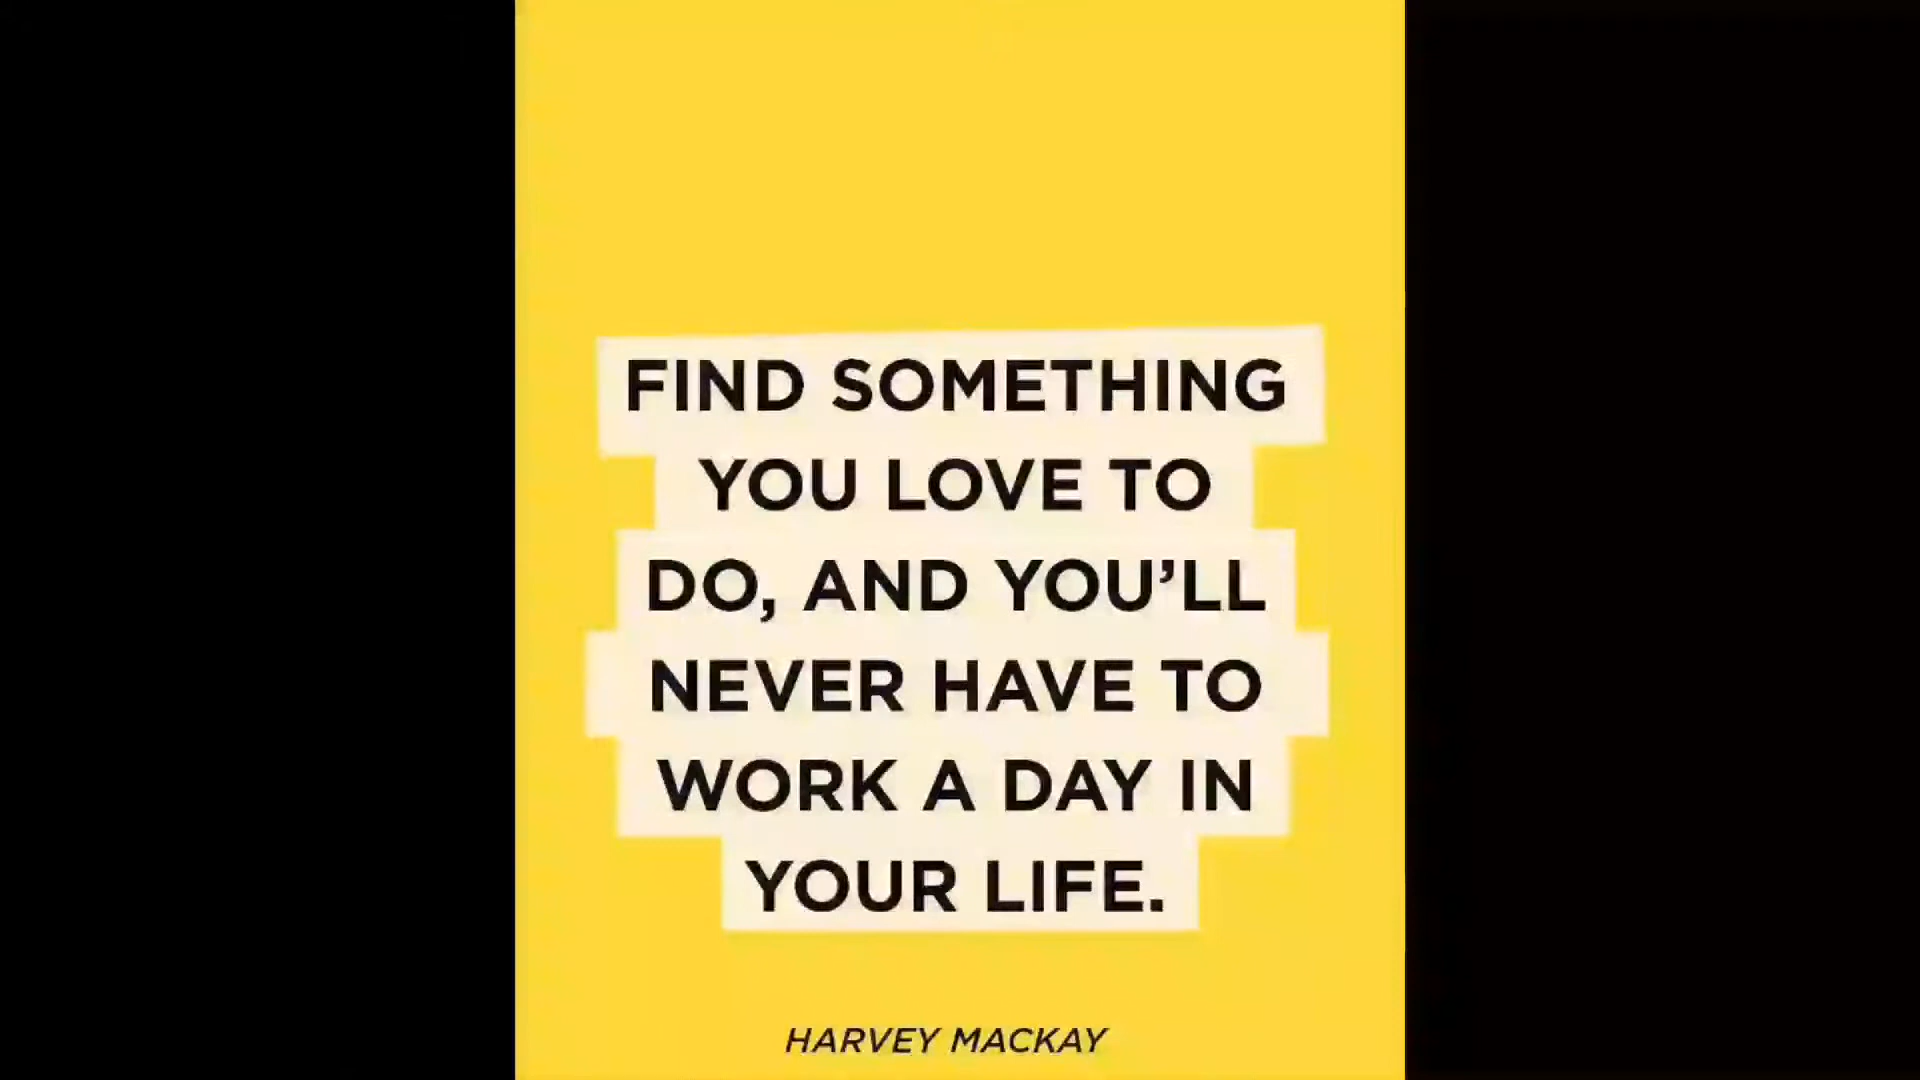 FIND SOMETHING
YOU LOVE TO
DO, AND YOU’LL
NEVER HAVE TO
WORK A DAY IN
YOUR LIFE.
HARVEY MACKAY